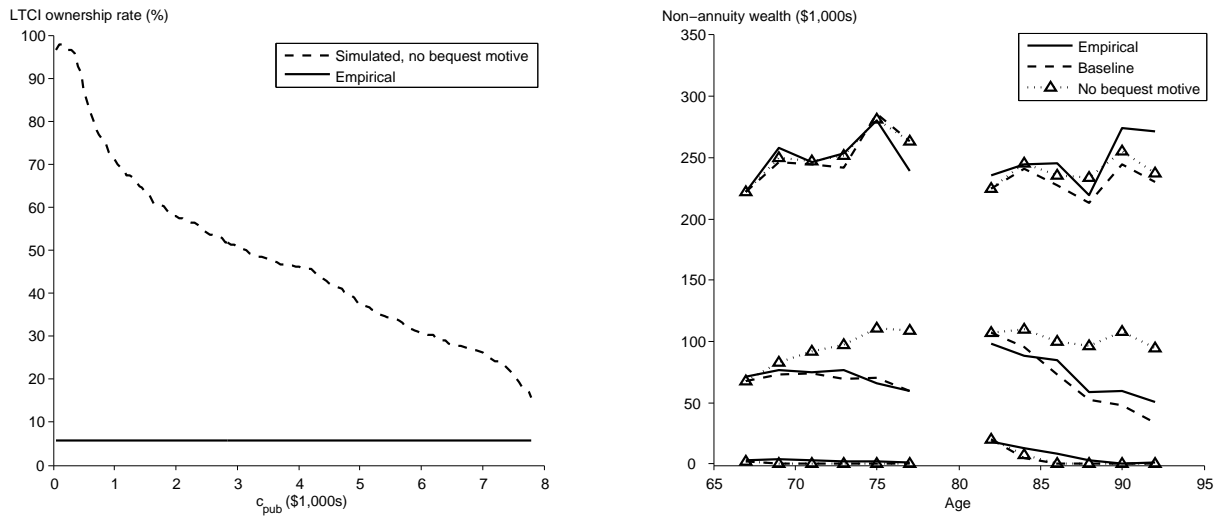 LTCI ownership rate (%)
100
90
80
70
60
50
40
30
20
10
0
0 1 2 3 4 5 6 7 8
c_pub ($1,000s)
Simulated, no bequest motive
Empirical
Non−annuity wealth ($1,000s)
350
300
250
200
150
100
50
0
65 70 75 80 85 90 95
Age
Empirical
Baseline
No bequest motive